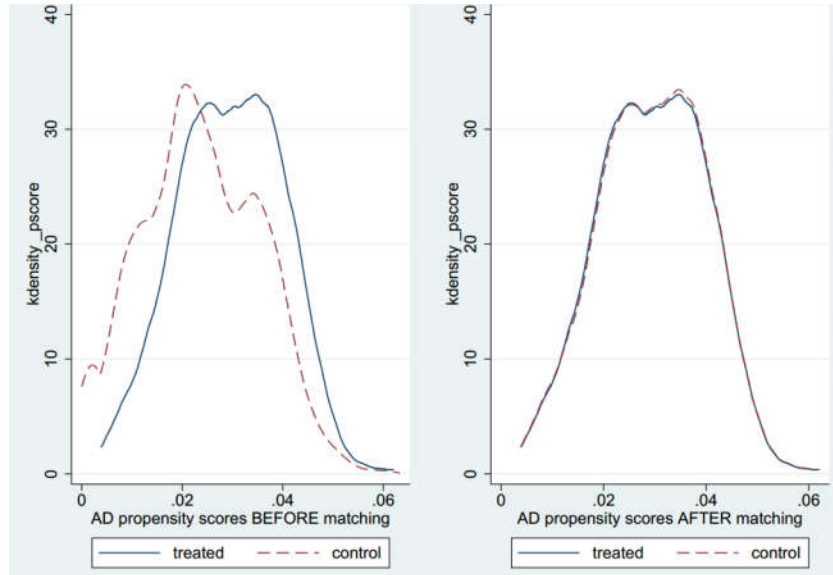 40
30
20
10
0
kdensity _pscore
0 .02 .04 .06
AD propensity scores BEFORE matching
treated control
40
30
20
10
0
kdensity _pscore
0 .02 .04 .06
AD propensity scores AFTER matching
treated control